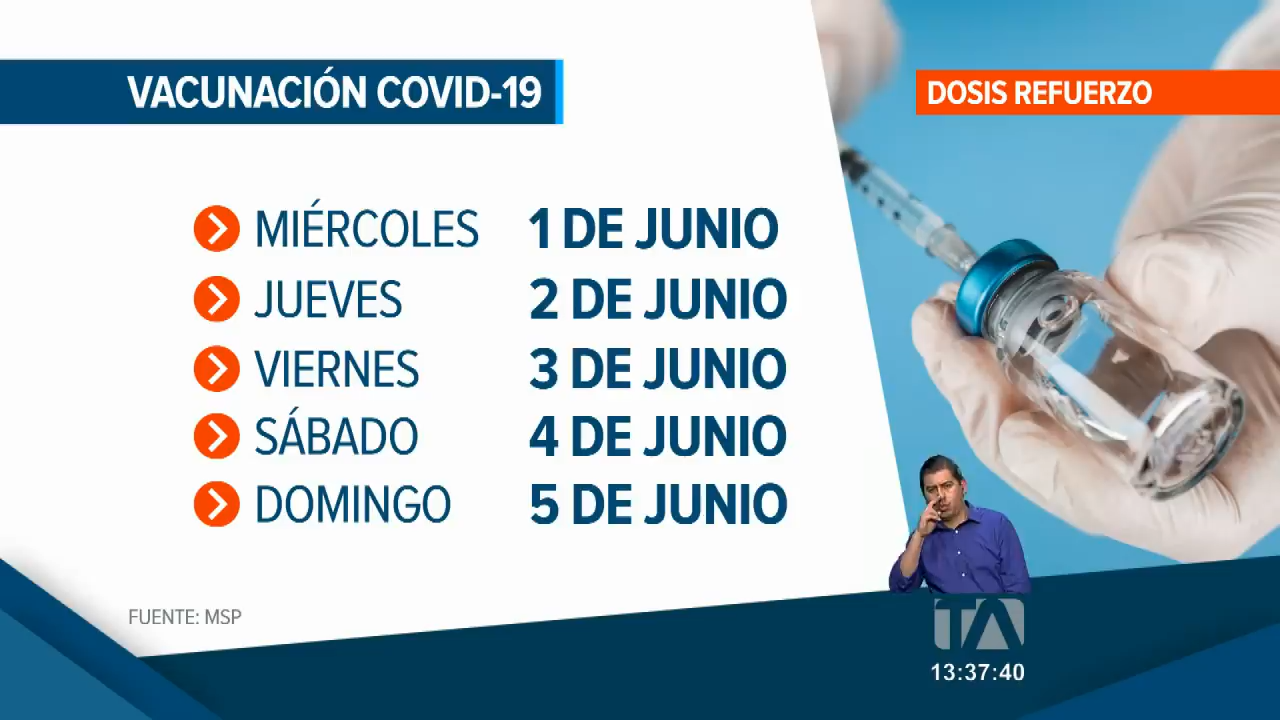 VACUNACIÓN COVID-19
DOSIS REFUERZO
MIÉRCOLES 1 DE JUNIO
JUEVES 2 DE JUNIO
VIERNES 3 DE JUNIO
SÁBADO 4 DE JUNIO
DOMINGO 5 DE JUNIO
FUENTE: MSP
TA
13:37:40